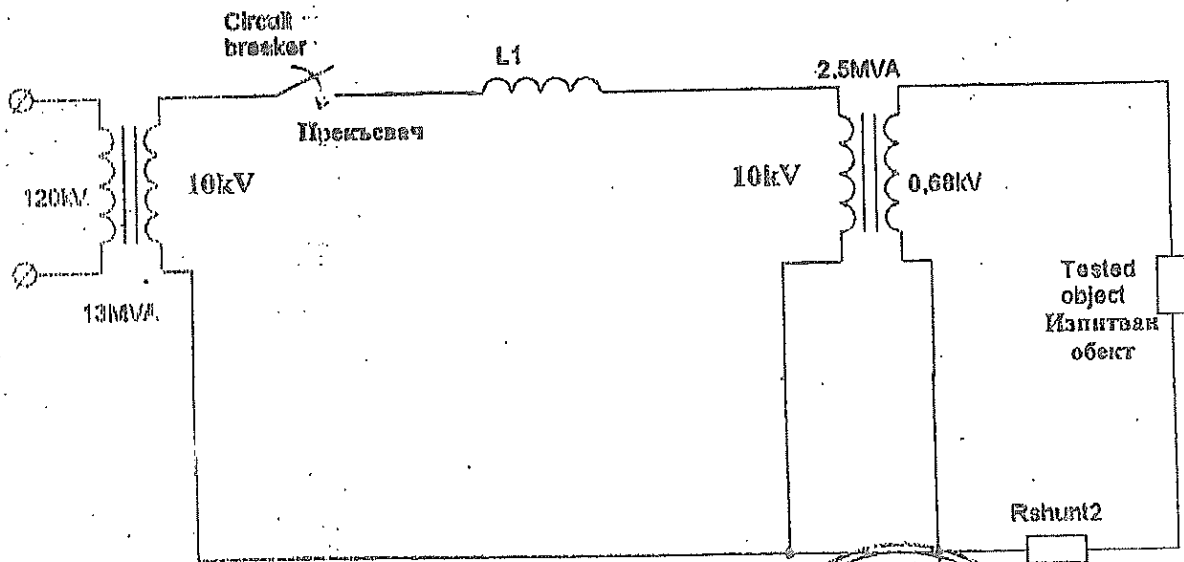 Circuit
breaker
L1
2.5MVA
Прекъсвач
120kV
10kV
10kV
0,68kV
13MVA
Tested
object
Изпитван
обект
Rshunt2